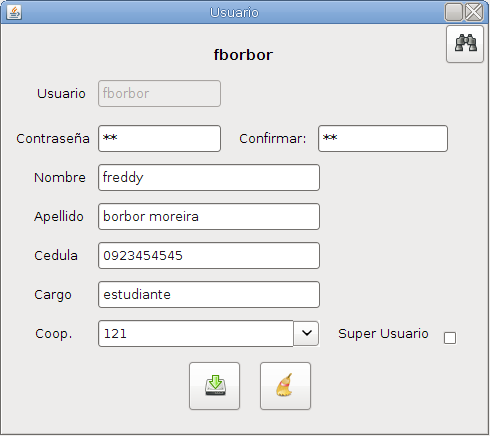 Usuario
fborbor
Usuario fborbor
Contraseña ** Confirmar: **
Nombre freddy
Apellido borbor moreira
Cedula 0923454545
Cargo estudiante
Coop. 121 Super Usuario